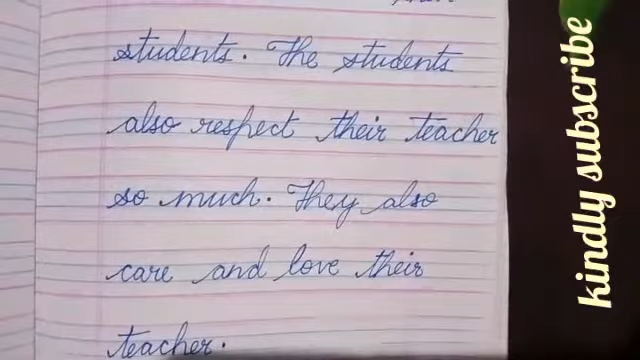 students. The students
also respect their teacher
so much. They also
care and love their
teacher.
kindly subscribe